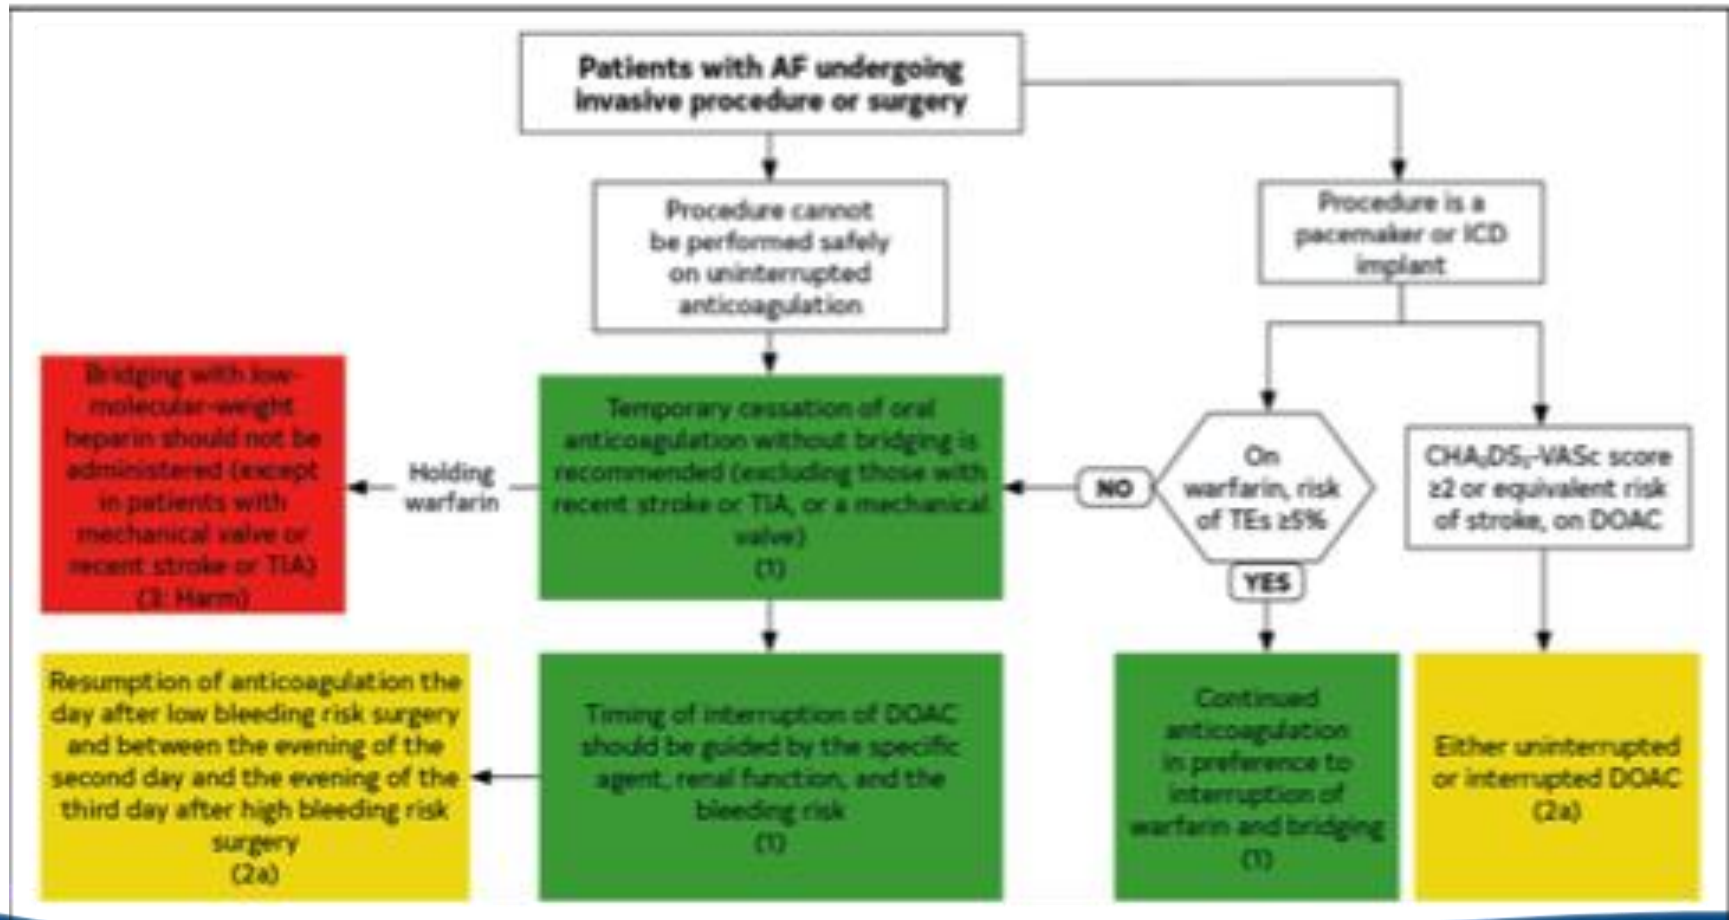 Patients with AF undergoing
invasive procedure or surgery
Procedure cannot
be performed safely
on uninterrupted
anticoagulation
Procedure is a
pacemaker or ICD
implant
Bridging with low-
molecular-weight
heparin should not be
administered (except
in patients with
mechanical valve or
recent stroke or TIA)
(3: Harm)
Holding
warfarin
Temporary cessation of oral
anticoagulation without bridging is
recommended (excluding those with
recent stroke or TIA, or a mechanical
valve)
(1)
NO
On
warfarin, risk
of TEs ≥5%
YES
CHA₂DS₂-VASc score
≥2 or equivalent risk
of stroke, on DOAC
Resumption of anticoagulation the
day after low bleeding risk surgery
and between the evening of the
second day and the evening of the
third day after high bleeding risk
surgery
(2a)
Timing of interruption of DOAC
should be guided by the specific
agent, renal function, and the
bleeding risk
(1)
Continued
anticoagulation
in preference to
interruption of
warfarin and bridging
(1)
Either uninterrupted
or interrupted DOAC
(2a)